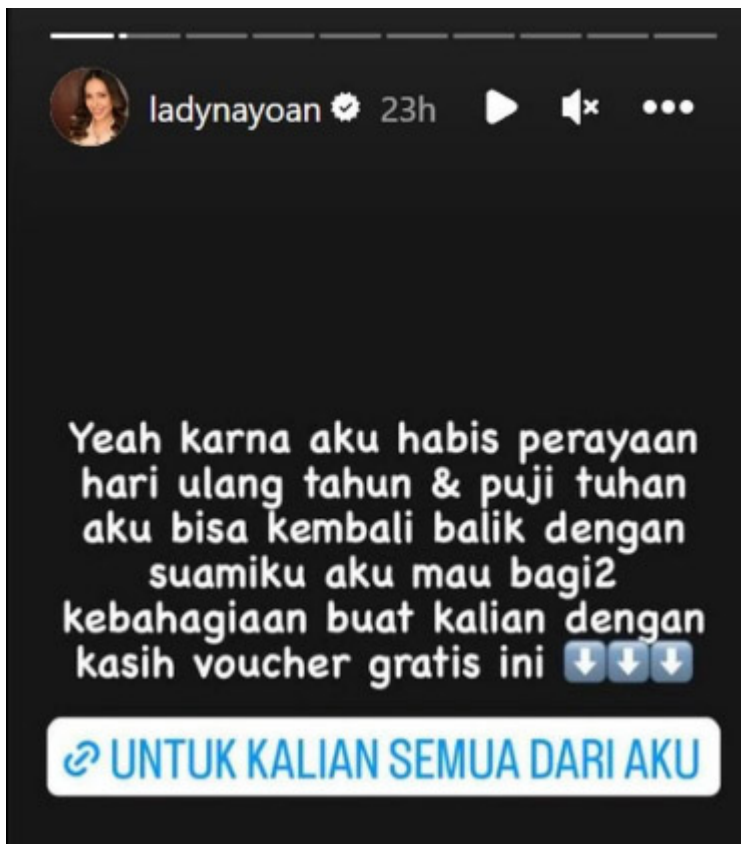 ladynayoan 23h
Yeah karna aku habis perayaan
hari ulang tahun & puji tuhan
aku bisa kembali balik dengan
suamiku aku mau bagi2
kebahagiaan buat kalian dengan
kasih voucher gratis ini ⬇️⬇️⬇️
UNTUK KALIAN SEMUA DARI AKU